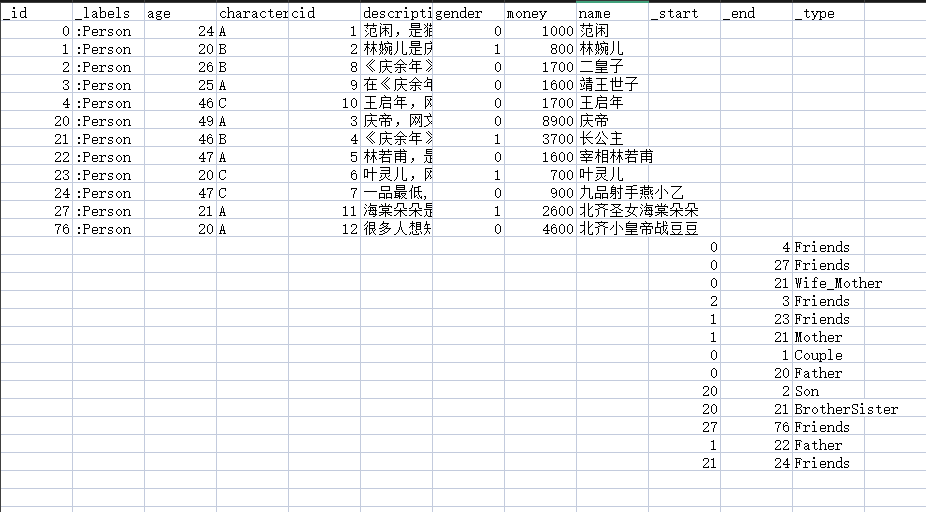 _id _labels age character cid descripti gender money name _start _end _type
0 :Person 24 A 1 范闲，是 0 1000 范闲
1 :Person 20 B 2 林婉儿是 1 800 林婉儿
2 :Person 26 B 8 《庆余年》 0 1700 二皇子
3 :Person 25 A 9 在《庆余年 0 1600 靖王世子
4 :Person 46 C 10 王启年，网 0 1700 王启年
20 :Person 49 A 3 庆帝，网文 0 8900 庆帝
21 :Person 46 B 4 《庆余年》 1 3700 长公主
22 :Person 47 A 5 林若甫，是 0 1600 宰相林若甫
23 :Person 20 C 6 叶灵儿，网 1 700 叶灵儿
24 :Person 47 C 7 一品最低， 0 900 九品射手燕小乙
27 :Person 21 A 11 海棠朵朵是 1 2600 北齐圣女海棠朵朵
76 :Person 20 A 12 很多人想知 0 4600 北齐小皇帝战豆豆
0 4 Friends
0 27 Friends
0 21 Wife_Mother
2 3 Friends
1 23 Friends
1 21 Mother
0 1 Couple
0 20 Father
20 2 Son
20 21 BrotherSister
27 76 Friends
1 22 Father
21 24 Friends